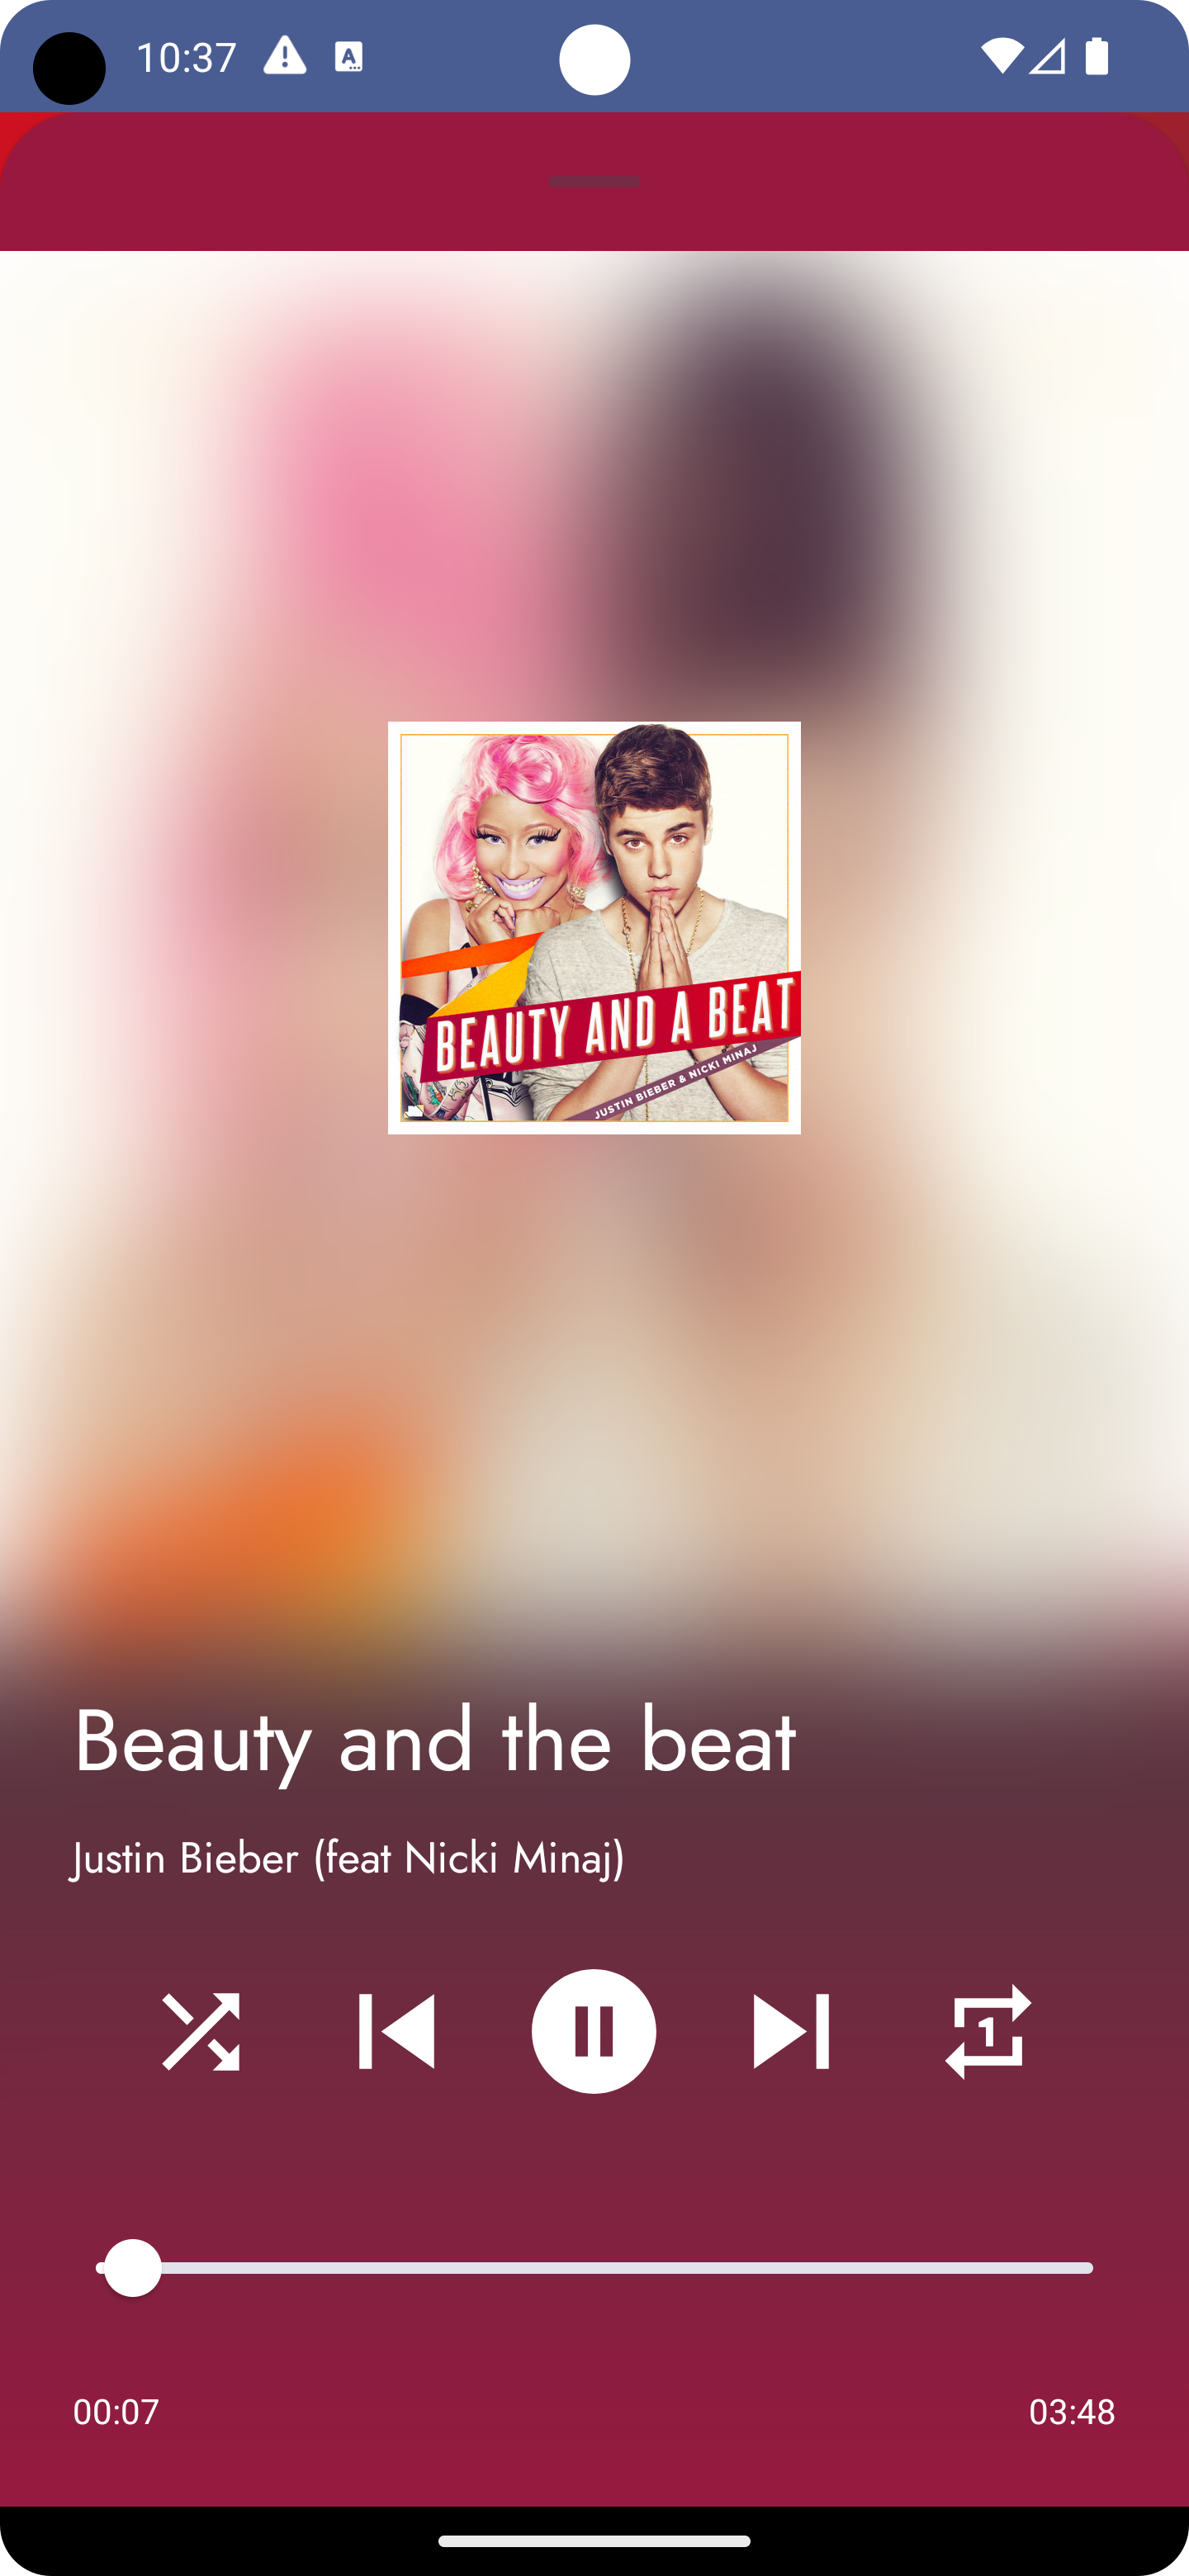 10:37
BEAUTY AND A BEAT
JUSTIN BIEBER & NICKI MINAJ
Beauty and the beat
Justin Bieber (feat Nicki Minaj)
1
00:07 03:48